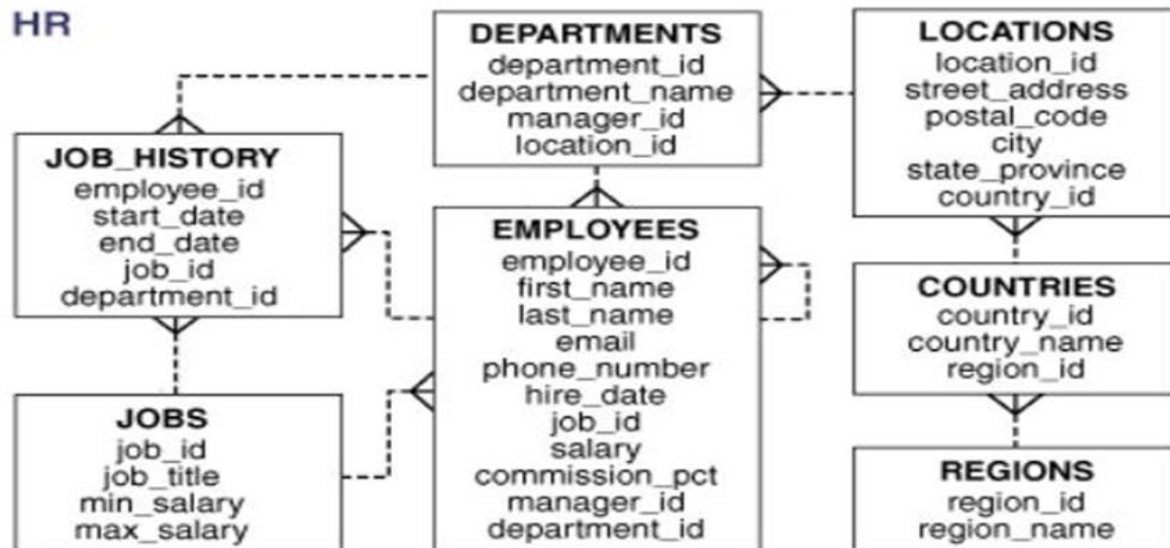 HR
DEPARTMENTS
department_id
department_name
manager_id
location_id
LOCATIONS
location_id
street_address
postal_code
city
state_province
country_id
JOB_HISTORY
employee_id
start_date
end_date
job_id
department_id
EMPLOYEES
employee_id
first_name
last_name
email
phone_number
hire_date
job_id
salary
commission_pct
manager_id
department_id
COUNTRIES
country_id
country_name
region_id
JOBS
job_id
job_title
min_salary
max_salary
REGIONS
region_id
region_name